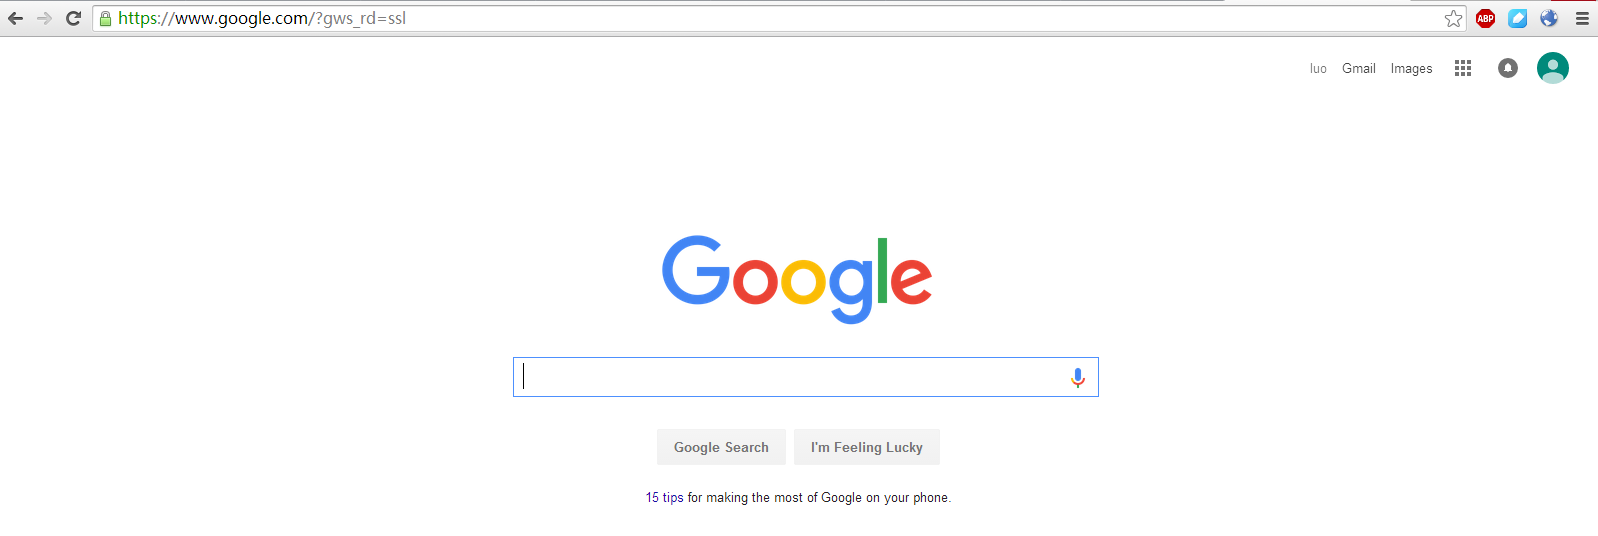 https://www.google.com/?gws_rd=ssl
ABP
luo Gmail Images
Google
Google Search I'm Feeling Lucky
15 tips for making the most of Google on your phone.